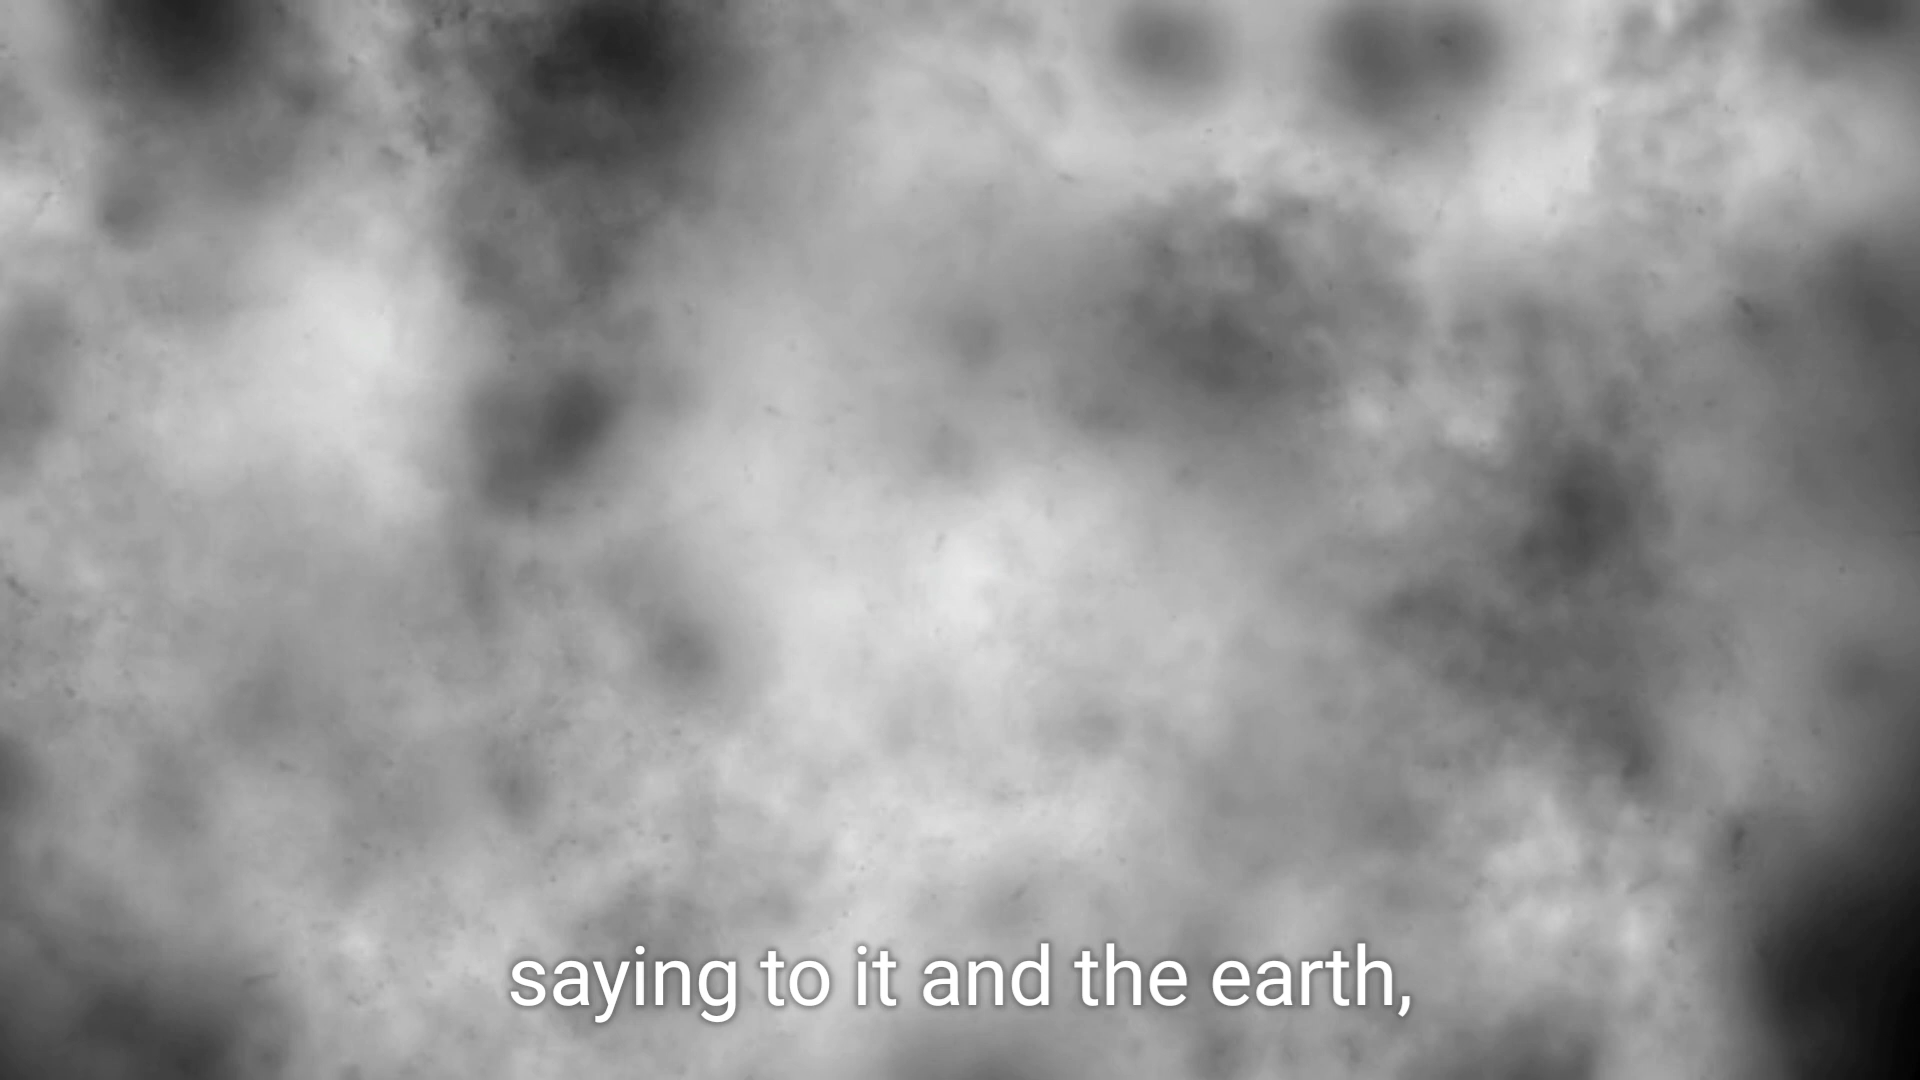 saying to it and the earth,